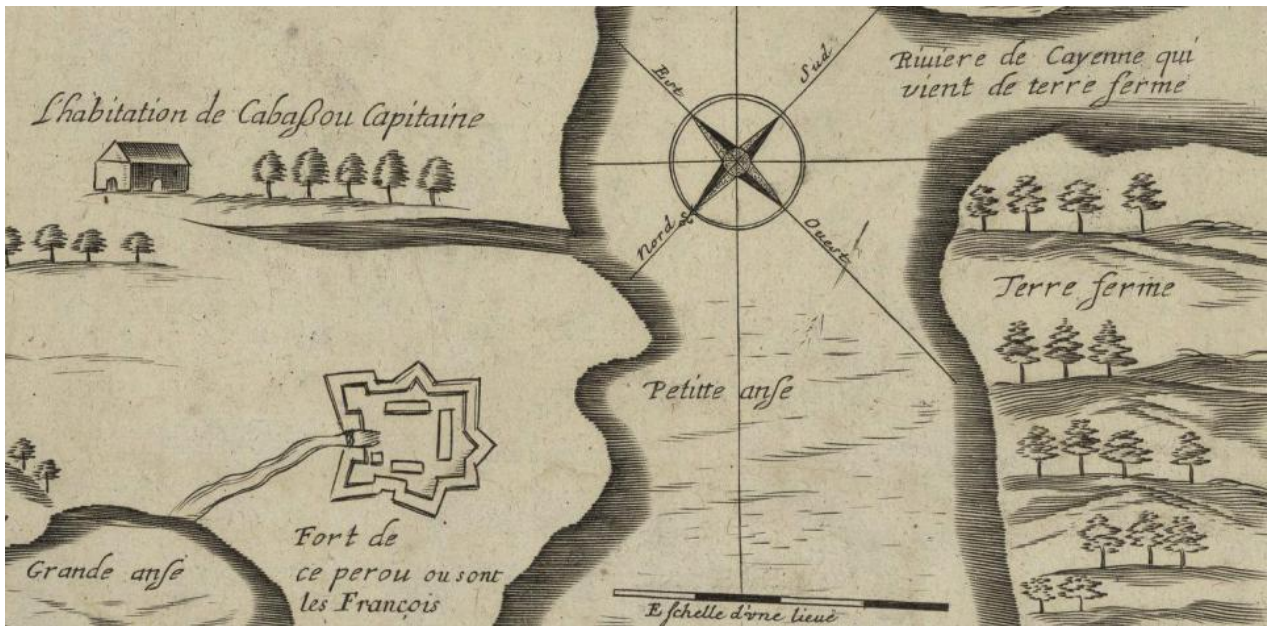 Riuiere de Cayenne qui
vient de terre ferme
Est
Sud
L'habitation de Cabaßou Capitaine
Nord
Ouest
Terre ferme
Petitte anſe
Fort de
ce perou ou sont
les François
Grande anſe
Eſchelle d'vne lieuë